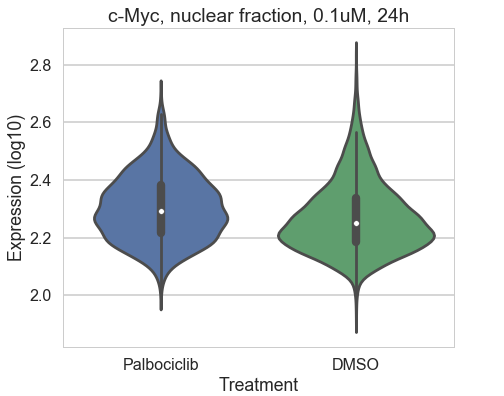 c-Myc, nuclear fraction, 0.1uM, 24h
Expression (log10)
2.8
2.6
2.4
2.2
2.0
Palbociclib
DMSO
Treatment